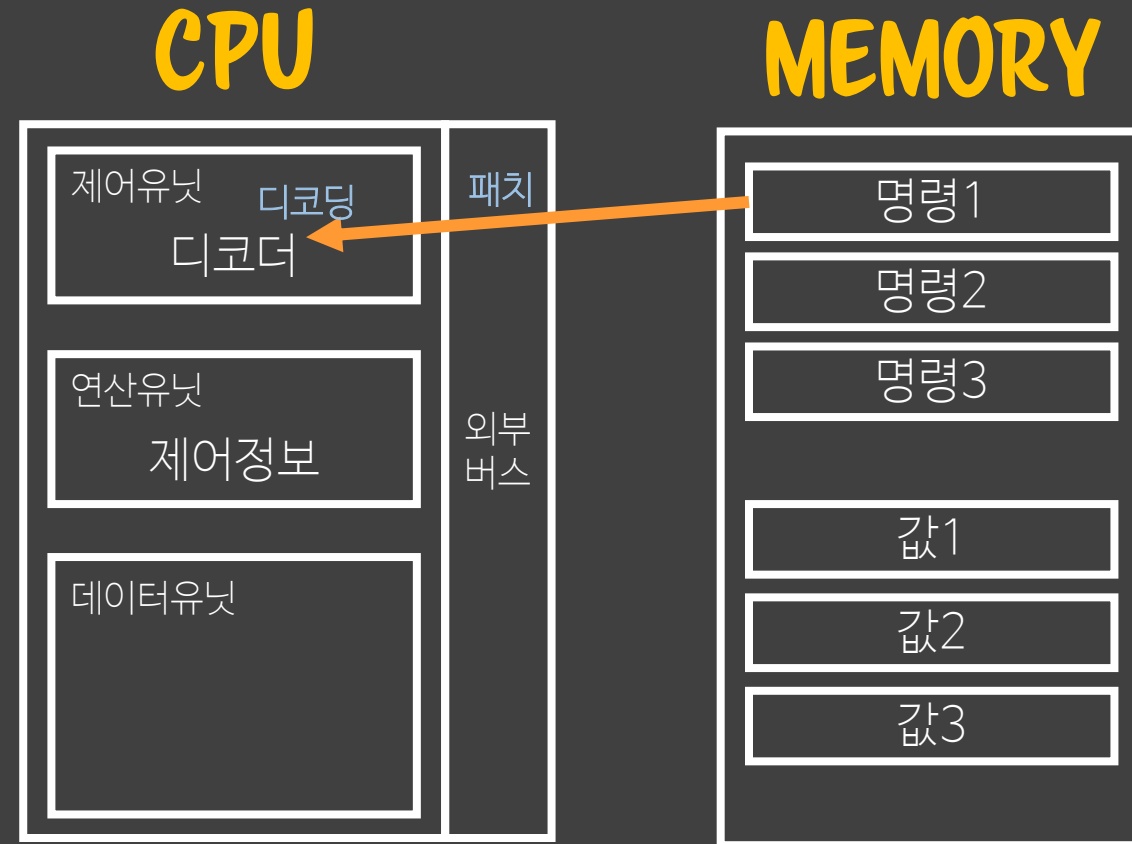 CPU
MEMORY
제어유닛
디코딩
디코더
패치
연산유닛
제어정보
외부
버스
데이터유닛
명령1
명령2
명령3
값1
값2
값3